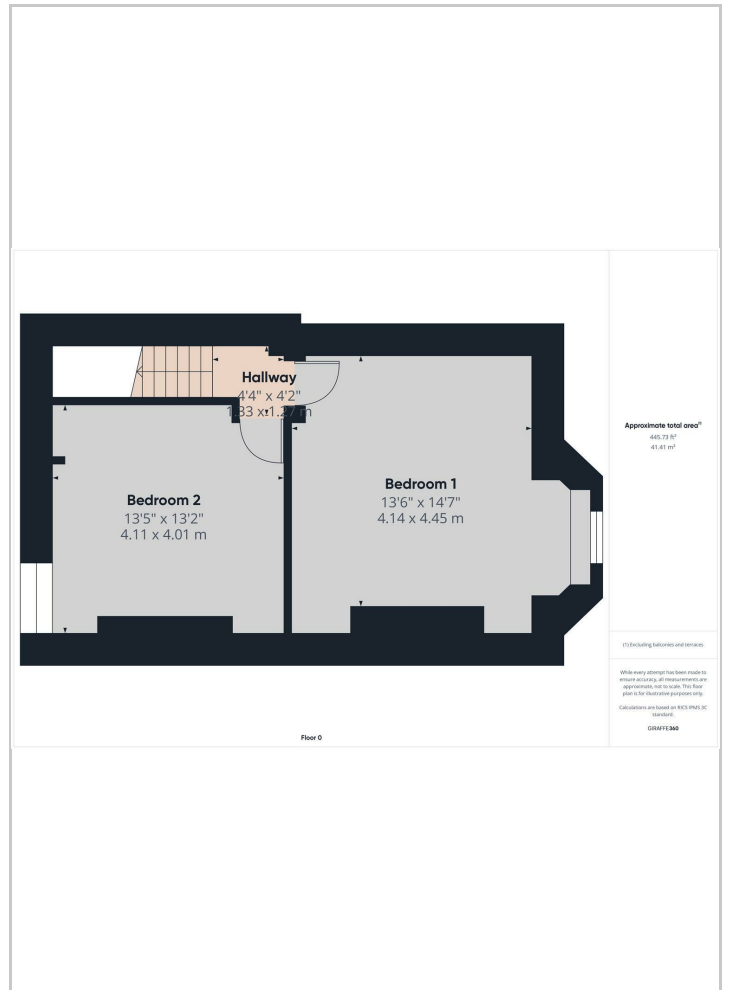 Hallway
4'4" x 4'2"
1.33 x 1.27 m
Bedroom 1
13'6" x 14'7"
4.14 x 4.45 m
Bedroom 2
13'5" x 13'2"
4.11 x 4.01 m
Floor 0
Approximate total area⁽¹⁾
445.73 ft²
41.41 m²
(1) Excluding balconies and terraces
While every attempt has been made to
ensure accuracy, all measurements are
approximate, not to scale. This floor
plan is for illustrative purposes only.
Calculations are based on RICS IPMS 3C
standard.
GIRAFFE360